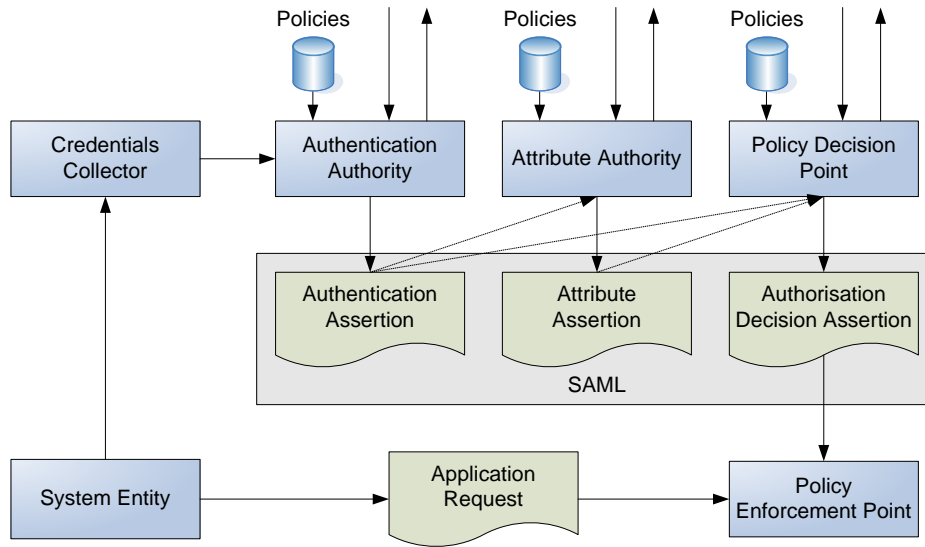 Policies
Policies
Policies
Credentials
Collector
Authentication
Authority
Attribute Authority
Policy Decision
Point
Authentication
Assertion
Attribute
Assertion
Authorisation
Decision Assertion
SAML
System Entity
Application
Request
Policy
Enforcement Point